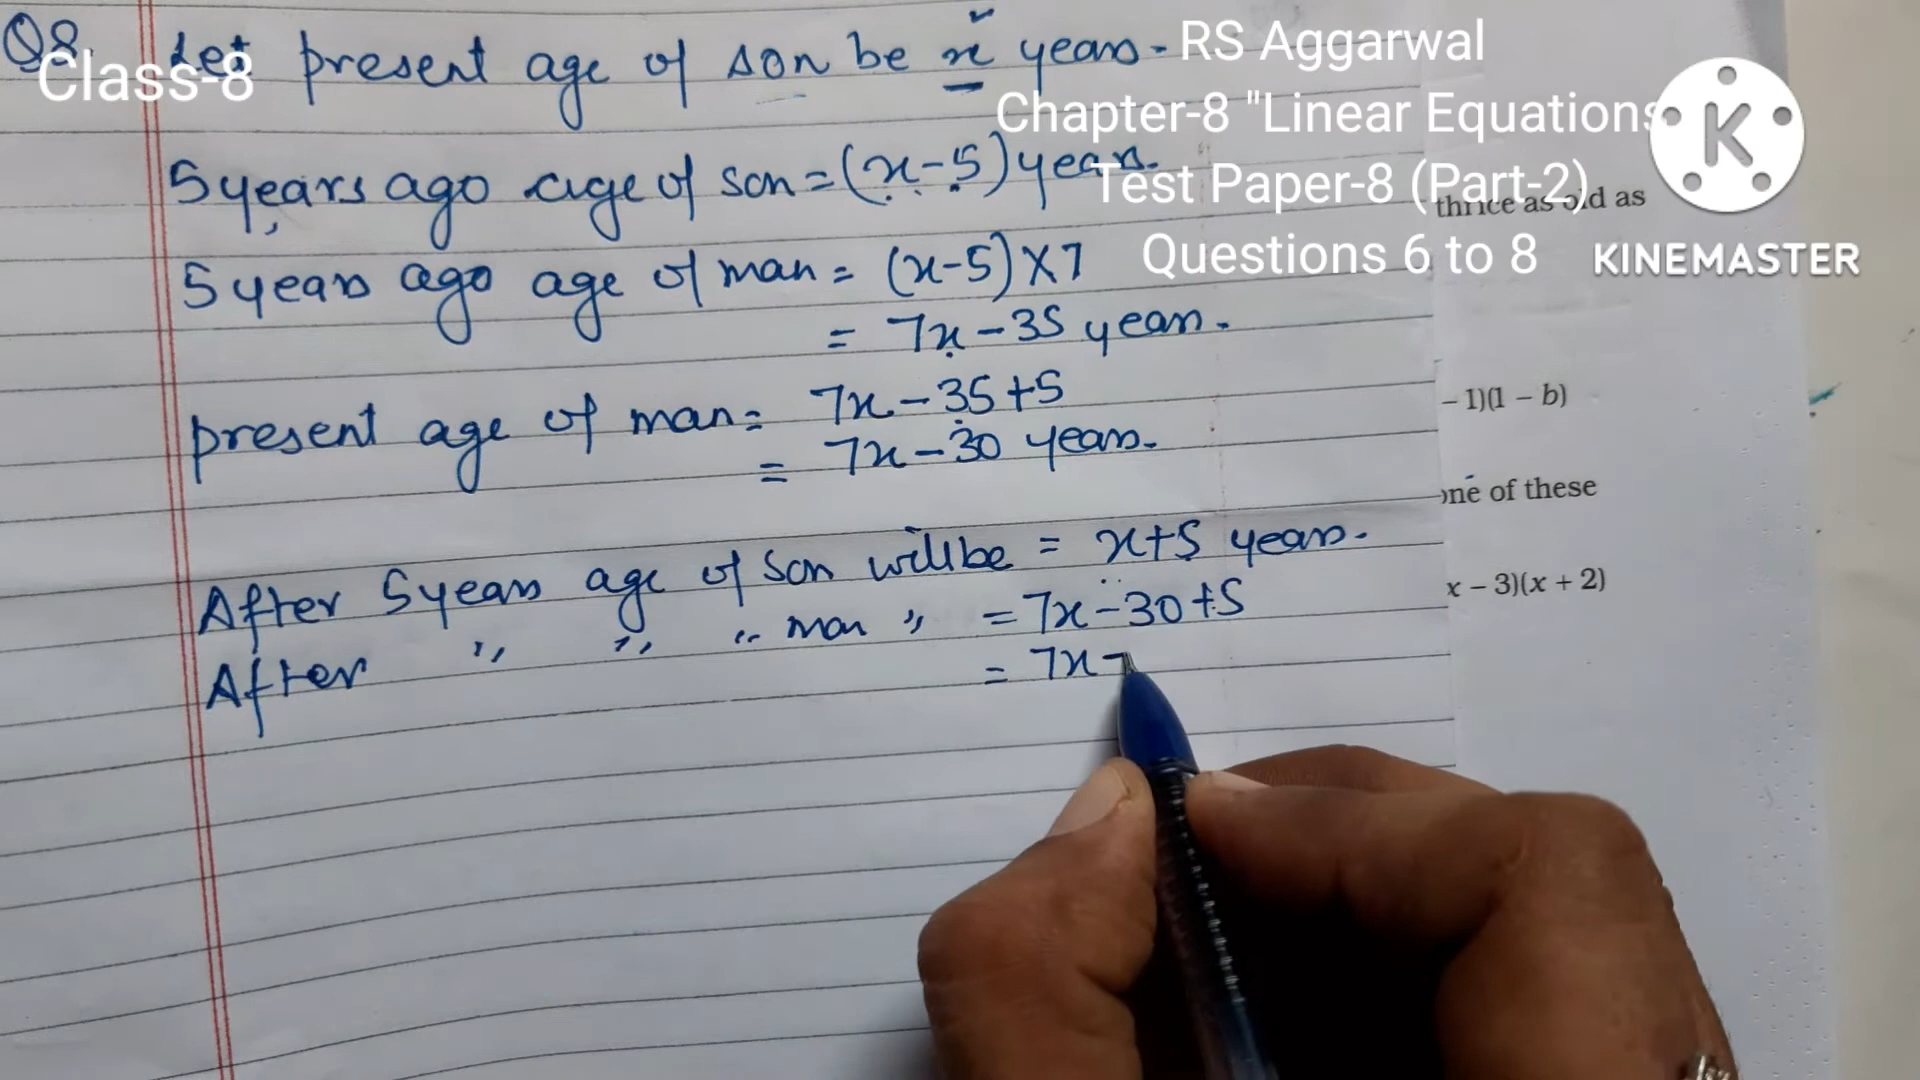 Q8. Let present age of son be x years.
Class-8
RS Aggarwal
Chapter-8 "Linear Equations
Test Paper-8 (Part-2)
Questions 6 to 8
K
KINEMASTER
5 years ago age of son = (x-5) years.
5 years ago age of man = (x-5)×7
= 7x-35 years.
present age of man = 7x-35+5
= 7x-30 years.
After 5 years age of son will be = x+5 years.
After " " " man " = 7x-30+5
= 7x-
thrice as old as
– 1)(1 – b)
one of these
x – 3)(x + 2)